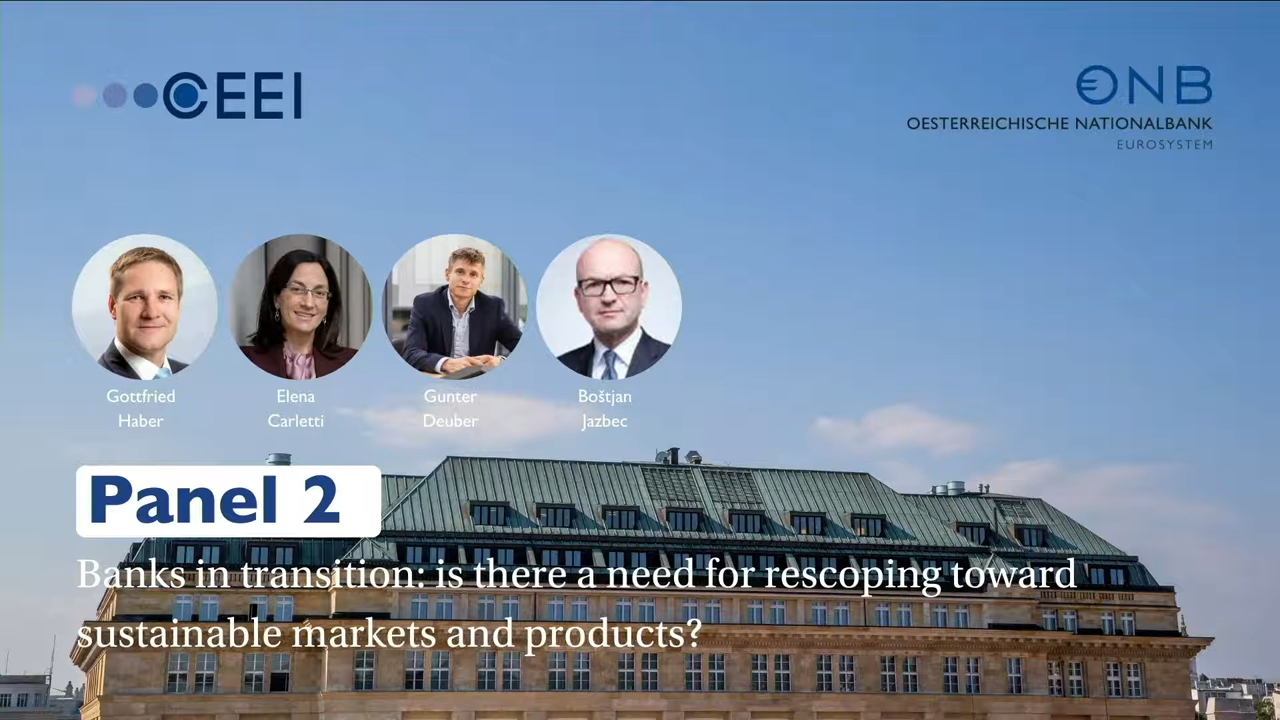 CEEI
€NB
OESTERREICHISCHE NATIONALBANK
EUROSYSTEM
Gottfried
Haber
Elena
Carletti
Gunter
Deuber
Boštjan
Jazbec
Panel 2
Banks in transition: is there a need for rescoping toward
sustainable markets and products?